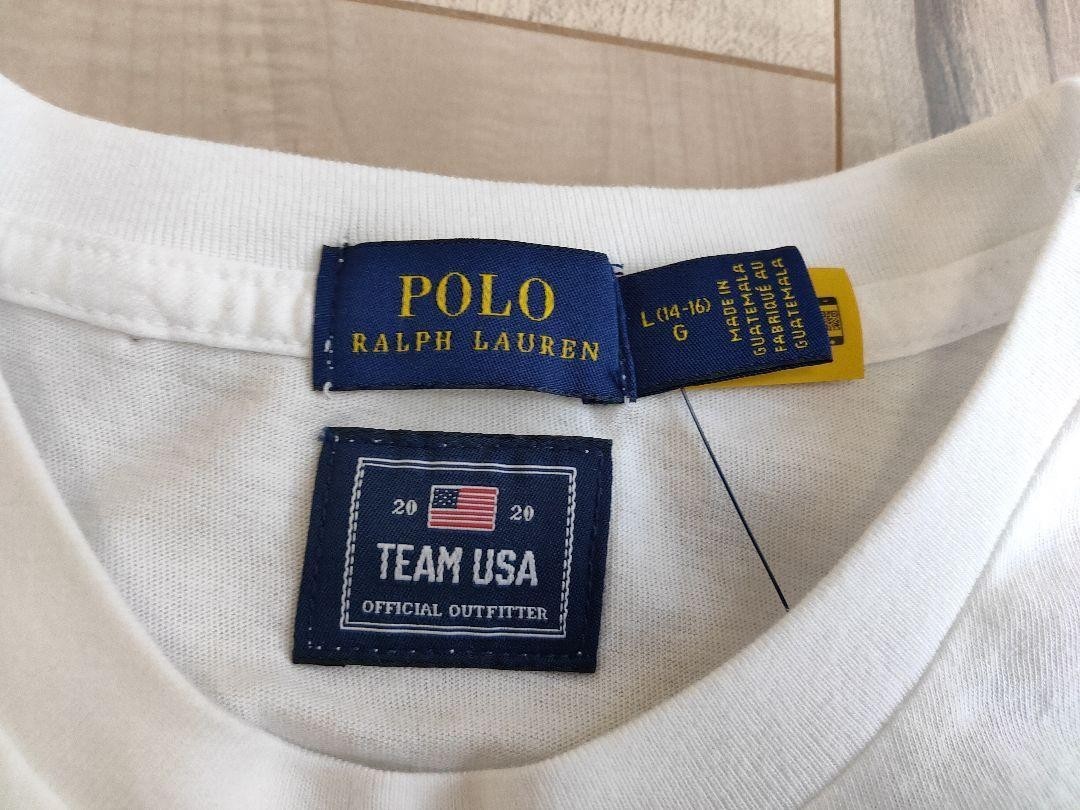 POLO
RALPH LAUREN
L (14-16)
G
MADE IN
GUATEMALA
FABRIQUÉ AU
GUATEMALA
20 20
TEAM USA
OFFICIAL OUTFITTER